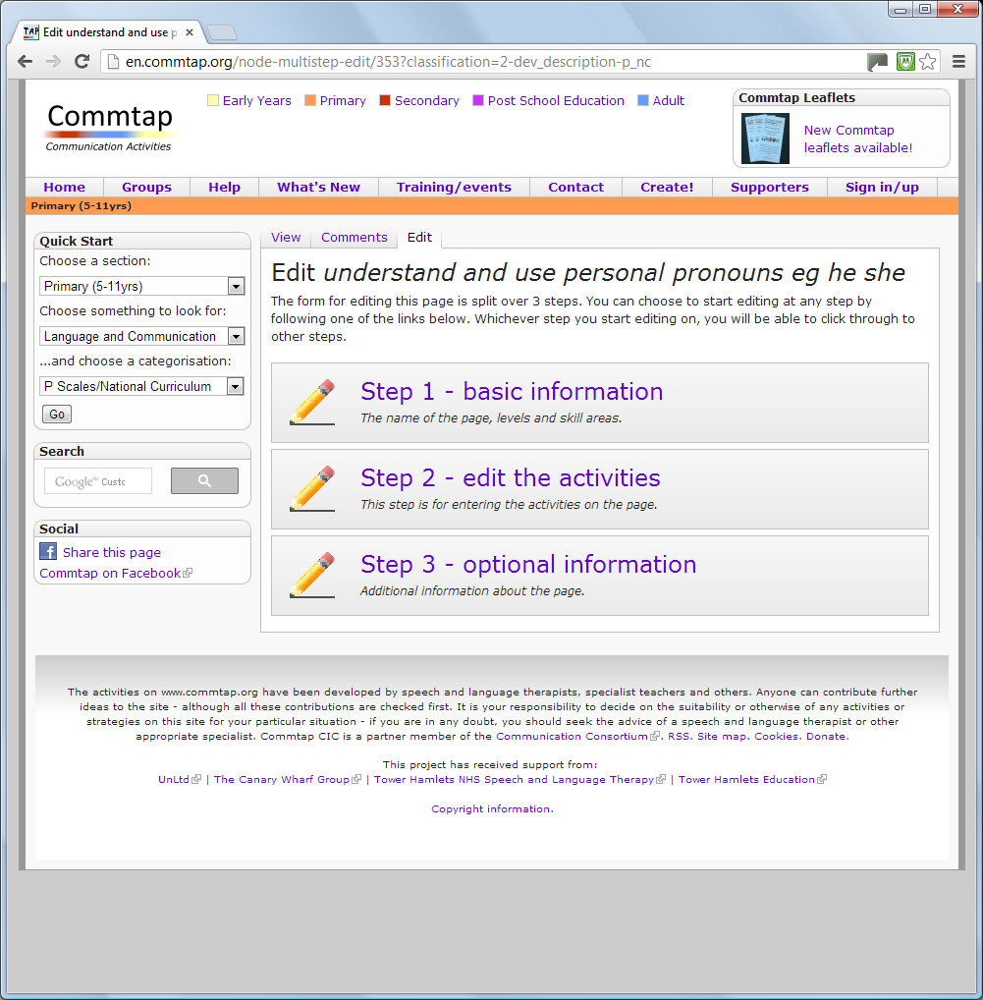 TAP Edit understand and use p
en.commtap.org/node-multistep-edit/353?classification=2-dev_description-p_nc
Commtap
Communication Activities
Early Years Primary Secondary Post School Education Adult
Commtap Leaflets
New Commtap
leaflets available!
Home Groups Help What's New Training/events Contact Create! Supporters Sign in/up
Primary (5-11yrs)
Quick Start
Choose a section:
Primary (5-11yrs)
Choose something to look for:
Language and Communication
...and choose a categorisation:
P Scales/National Curriculum
Go
Search
Google™ Custo
Social
f Share this page
Commtap on Facebook
View Comments Edit
Edit understand and use personal pronouns eg he she
The form for editing this page is split over 3 steps. You can choose to start editing at any step by
following one of the links below. Whichever step you start editing on, you will be able to click through to
other steps.
Step 1 - basic information
The name of the page, levels and skill areas.
Step 2 - edit the activities
This step is for entering the activities on the page.
Step 3 - optional information
Additional information about the page.
The activities on www.commtap.org have been developed by speech and language therapists, specialist teachers and others. Anyone can contribute further
ideas to the site - although all these contributions are checked first. It is your responsibility to decide on the suitability or otherwise of any activities or
strategies on this site for your particular situation - if you are in any doubt, you should seek the advice of a speech and language therapist or other
appropriate specialist. Commtap CIC is a partner member of the Communication Consortium. RSS. Site map. Cookies. Donate.
This project has received support from:
UnLtd | The Canary Wharf Group | Tower Hamlets NHS Speech and Language Therapy | Tower Hamlets Education
Copyright information.